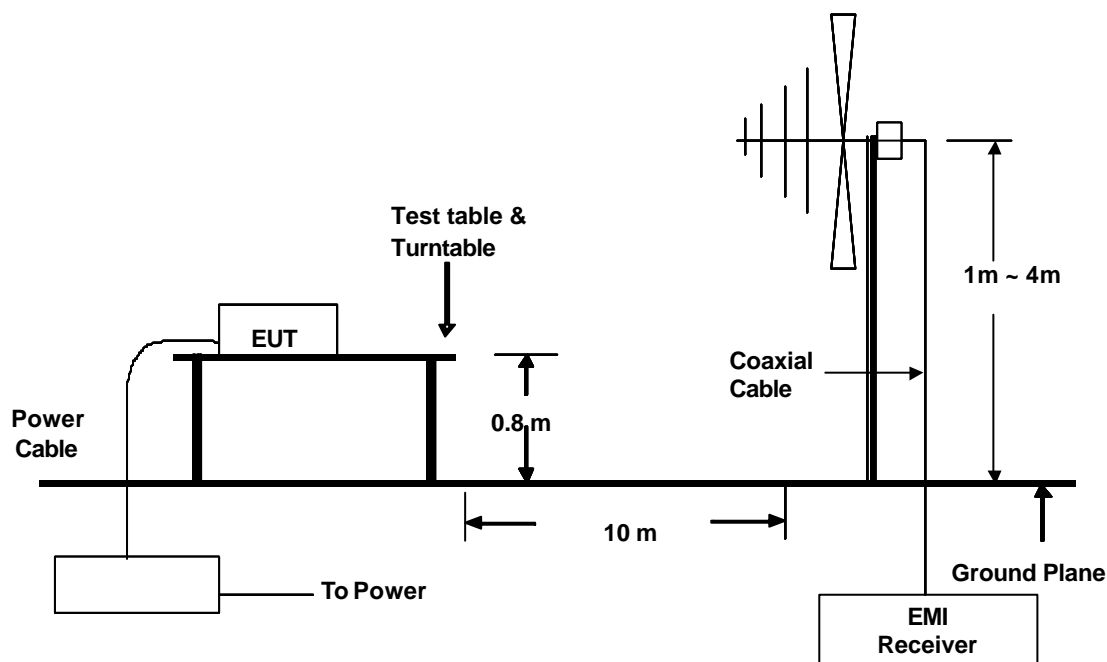 Test table &
Turntable
1m ~ 4m
EUT
Coaxial
Cable
Power
Cable
0.8 m
10 m
To Power
Ground Plane
EMI
Receiver